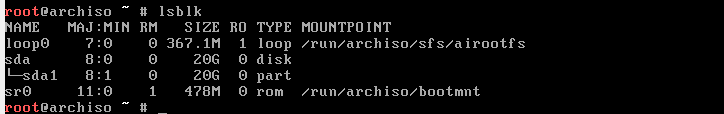 root@archiso ~ # lsblk
NAME   MAJ:MIN RM   SIZE RO TYPE MOUNTPOINT
loop0    7:0    0 367.1M  1 loop /run/archiso/sfs/airootfs
sda      8:0    0    20G  0 disk
└─sda1   8:1    0    20G  0 part
sr0     11:0    1   478M  0 rom  /run/archiso/bootmnt
root@archiso ~ # _